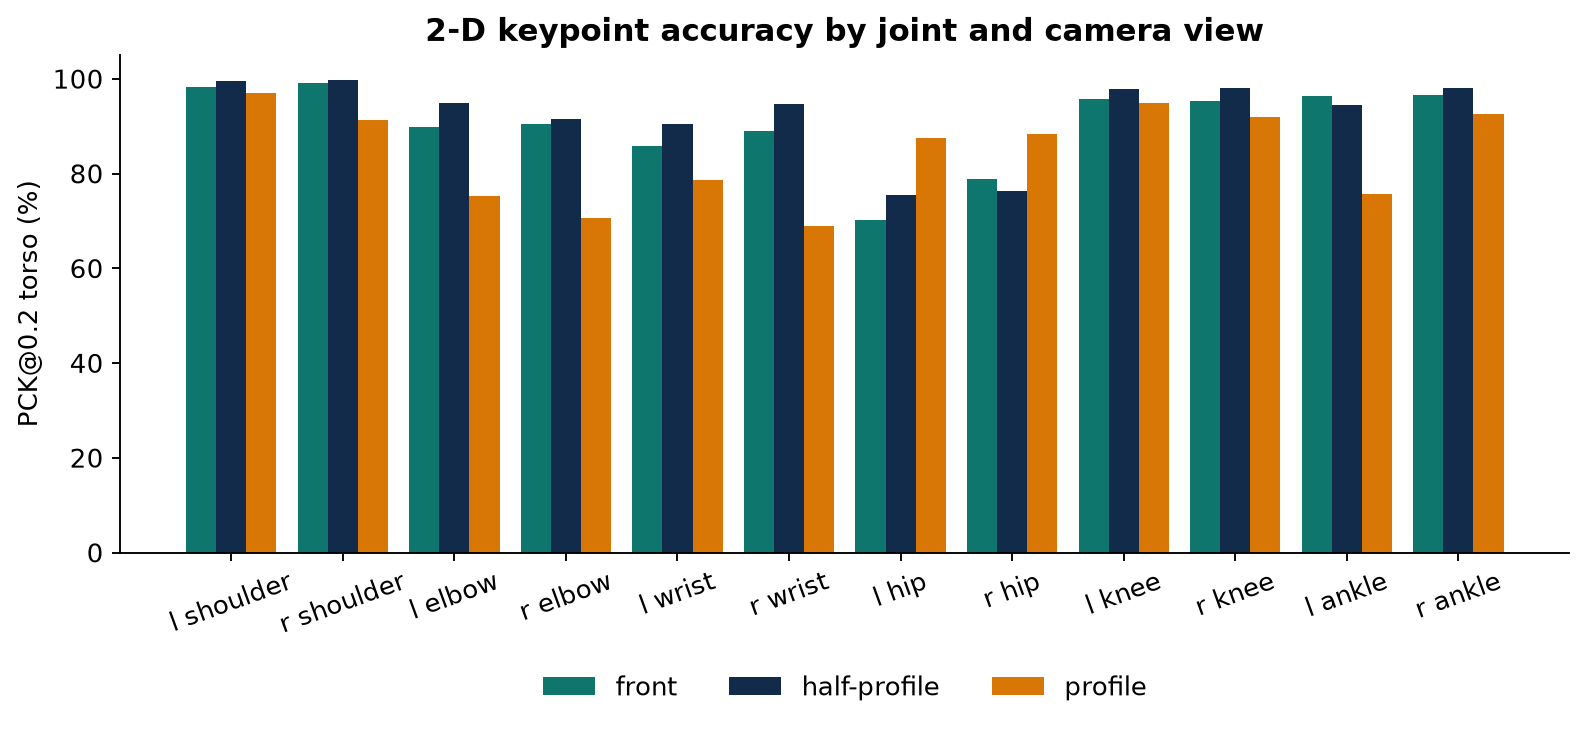 2-D keypoint accuracy by joint and camera view
PCK@0.2 torso (%)
100
80
60
40
20
0
l shoulder
r shoulder
l elbow
r elbow
l wrist
r wrist
l hip
r hip
l knee
r knee
l ankle
r ankle
front
half-profile
profile